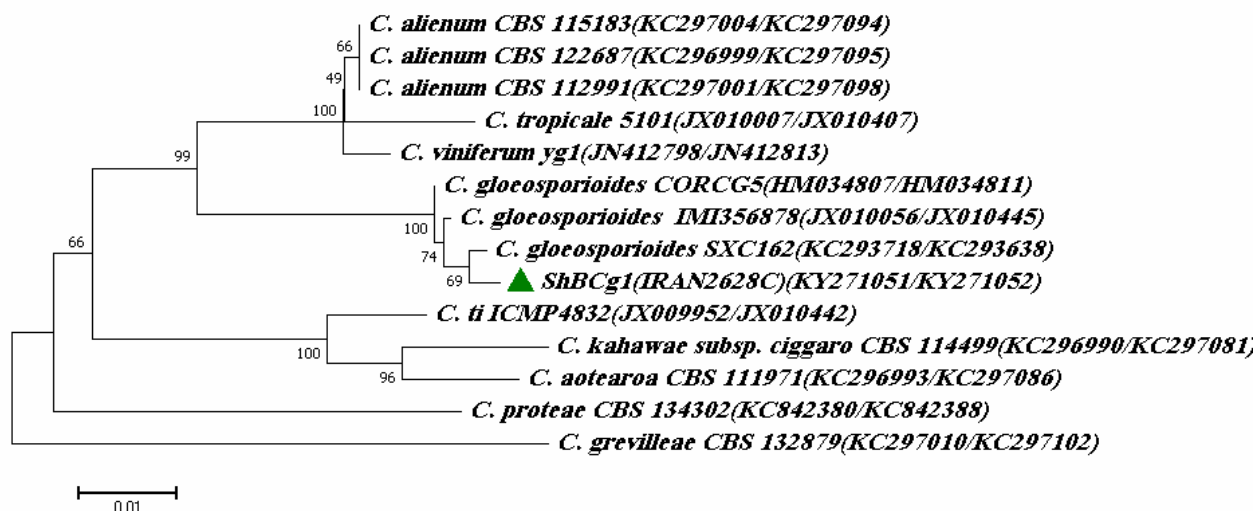 C. alienum CBS 115183(KC297004/KC297094)
66
C. alienum CBS 122687(KC296999/KC297095)
49
C. alienum CBS 112991(KC297001/KC297098)
100
C. tropicale 5101(JX010007/JX010407)
99
C. viniferum yg1(JN412798/JN412813)
C. gloeosporioides CORCG5(HM034807/HM034811)
100
C. gloeosporioides IMI356878(JX010056/JX010445)
66
74
C. gloeosporioides SXC162(KC293718/KC293638)
69
ShBCg1(IRAN2628C)(KY271051/KY271052)
C. ti ICMP4832(JX009952/JX010442)
100
C. kahawae subsp. ciggaro CBS 114499(KC296990/KC297081)
96
C. aotearoa CBS 111971(KC296993/KC297086)
C. proteae CBS 134302(KC842380/KC842388)
C. grevilleae CBS 132879(KC297010/KC297102)
0.01